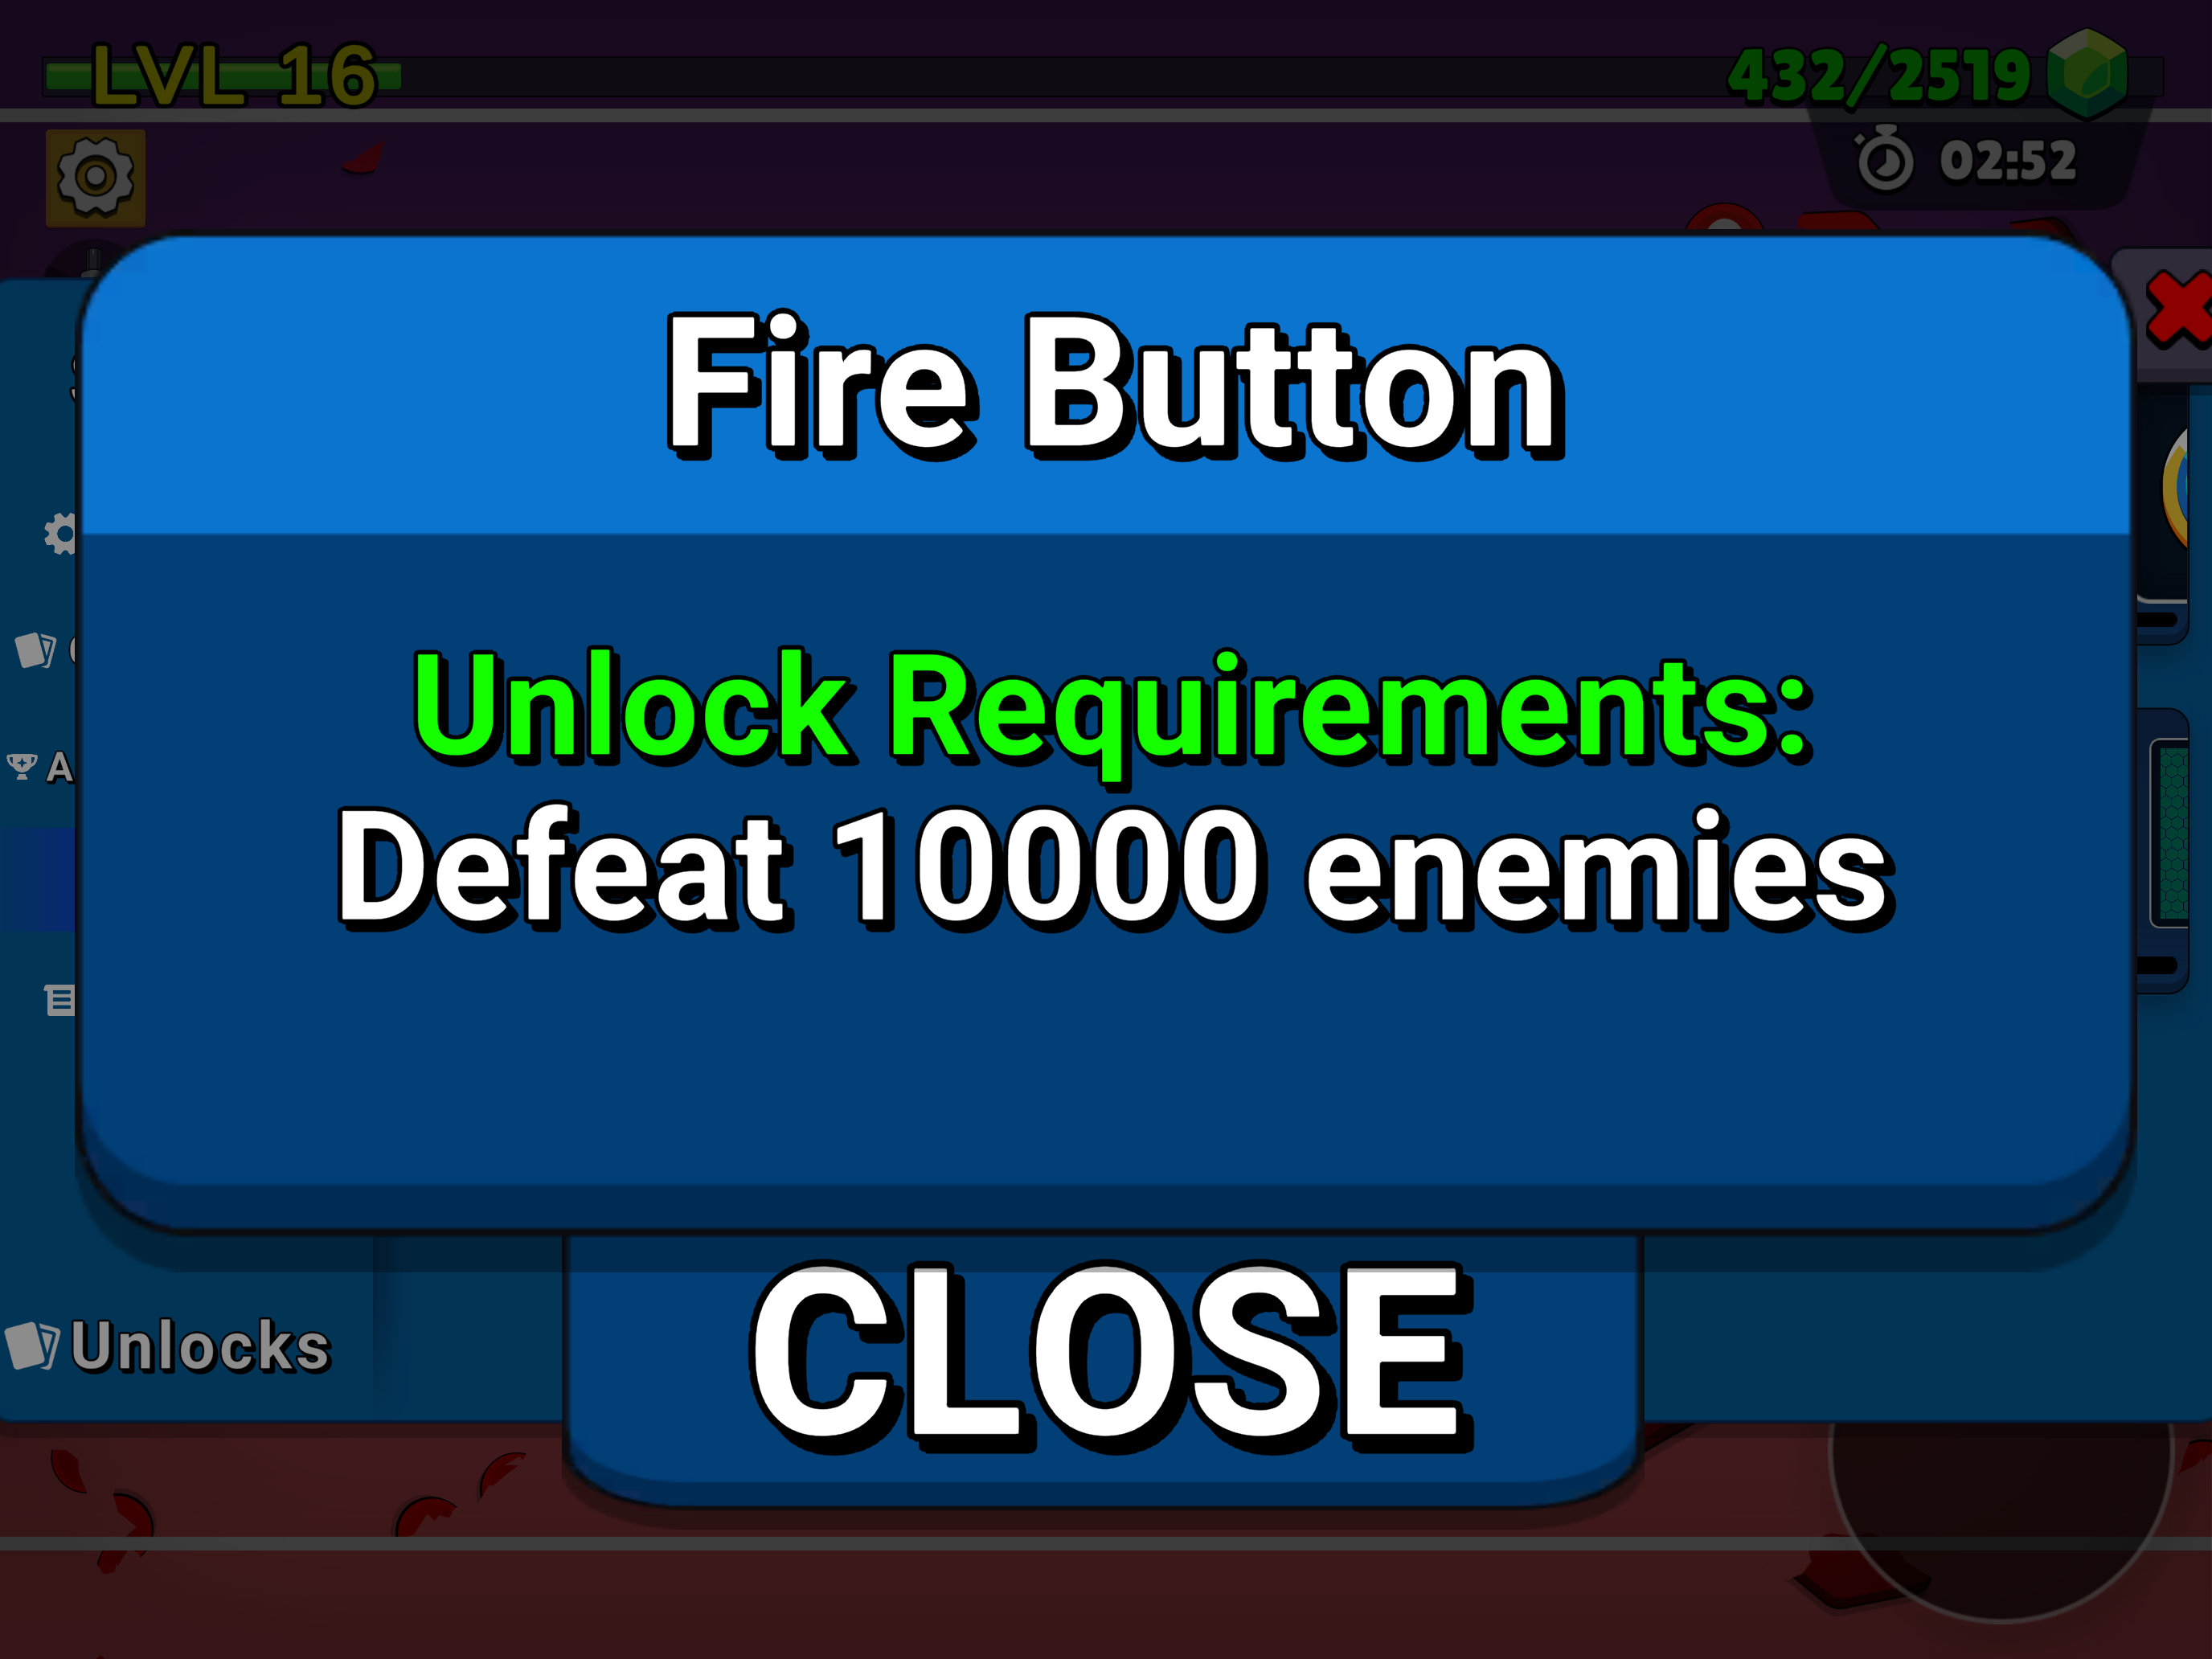 LVL 16
432/2519
02:52
Fire Button
Unlock Requirements:
Defeat 10000 enemies
A
Unlocks
CLOSE